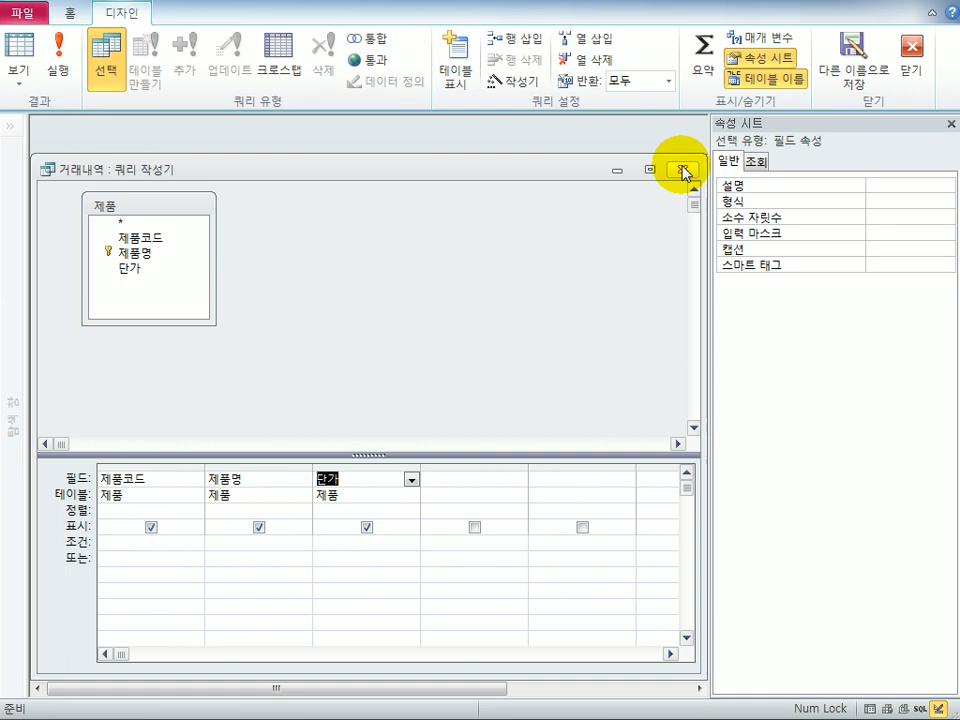 파일 홈 디자인
보기 실행 선택 테이블 만들기 추가 업데이트 크로스탭 삭제 통합 통과 데이터 정의 테이블 표시 행 삽입 행 삭제 작성기 열 삽입 열 삭제 반환: 모두 Σ 요약 매개 변수 속성 시트 테이블 이름 다른 이름으로 저장 닫기
결과 쿼리 유형 쿼리 설정 표시/숨기기 닫기
»
탐색 창
거래내역 : 쿼리 작성기
제품
*
제품코드
제품명
단가
필드: 제품코드 제품명 단가
테이블: 제품 제품 제품
정렬:
표시:
조건:
또는:
속성 시트
선택 유형: 필드 속성
일반 조회
설명
형식
소수 자릿수
입력 마스크
캡션
스마트 태그
준비 Num Lock SQL